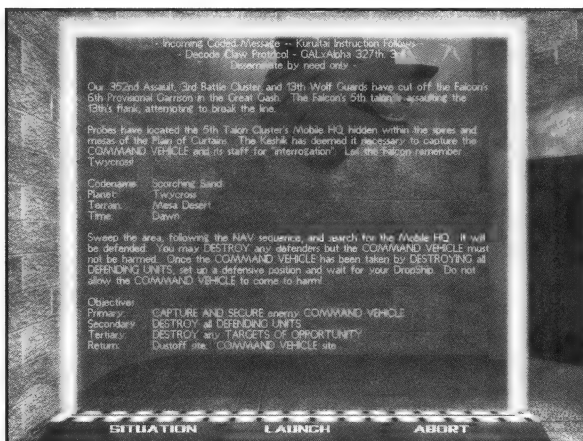 - Incoming Coded Message -- Kurultai Instruction Follows -
- Decode Claw Protocol - GALxAlpha 327th. 3rd
Deseminate by need only -
Our 352nd Assault, 3rd Battle Cluster and 13th Wolf Guards have cut off the Falcon's
6th Provisional Garrison in the Great Gash. The Falcon's 5th talon is assaulting the
13th's flank, attempting to break the line.
Probes have located the 5th Talon Cluster's Mobile HQ, hidden within the spires and
mesas of the Plain of Curtains. The Keshik has deemed it necessary to capture the
COMMAND VEHICLE and its staff for "interrogation". Let the Falcon remember
Twycross!
Codename: Scorching Sand
Planet: Twycross
Terrain: Mesa Desert
Time: Dawn
Sweep the area, following the NAV sequence, and search for the Mobile HQ. It will
be defended. You may DESTROY any defenders but the COMMAND VEHICLE must
not be harmed. Once the COMMAND VEHICLE has been taken by DESTROYING all
DEFENDING UNITS, set up a defensive position and wait for your DropShip. Do not
allow the COMMAND VEHICLE to come to harm!
Objective:
Primary: CAPTURE AND SECURE enemy COMMAND VEHICLE
Secondary: DESTROY all DEFENDING UNITS
Tertiary: DESTROY any TARGETS OF OPPORTUNITY
Return: Dustoff site: COMMAND VEHICLE site
SITUATION LAUNCH ABORT